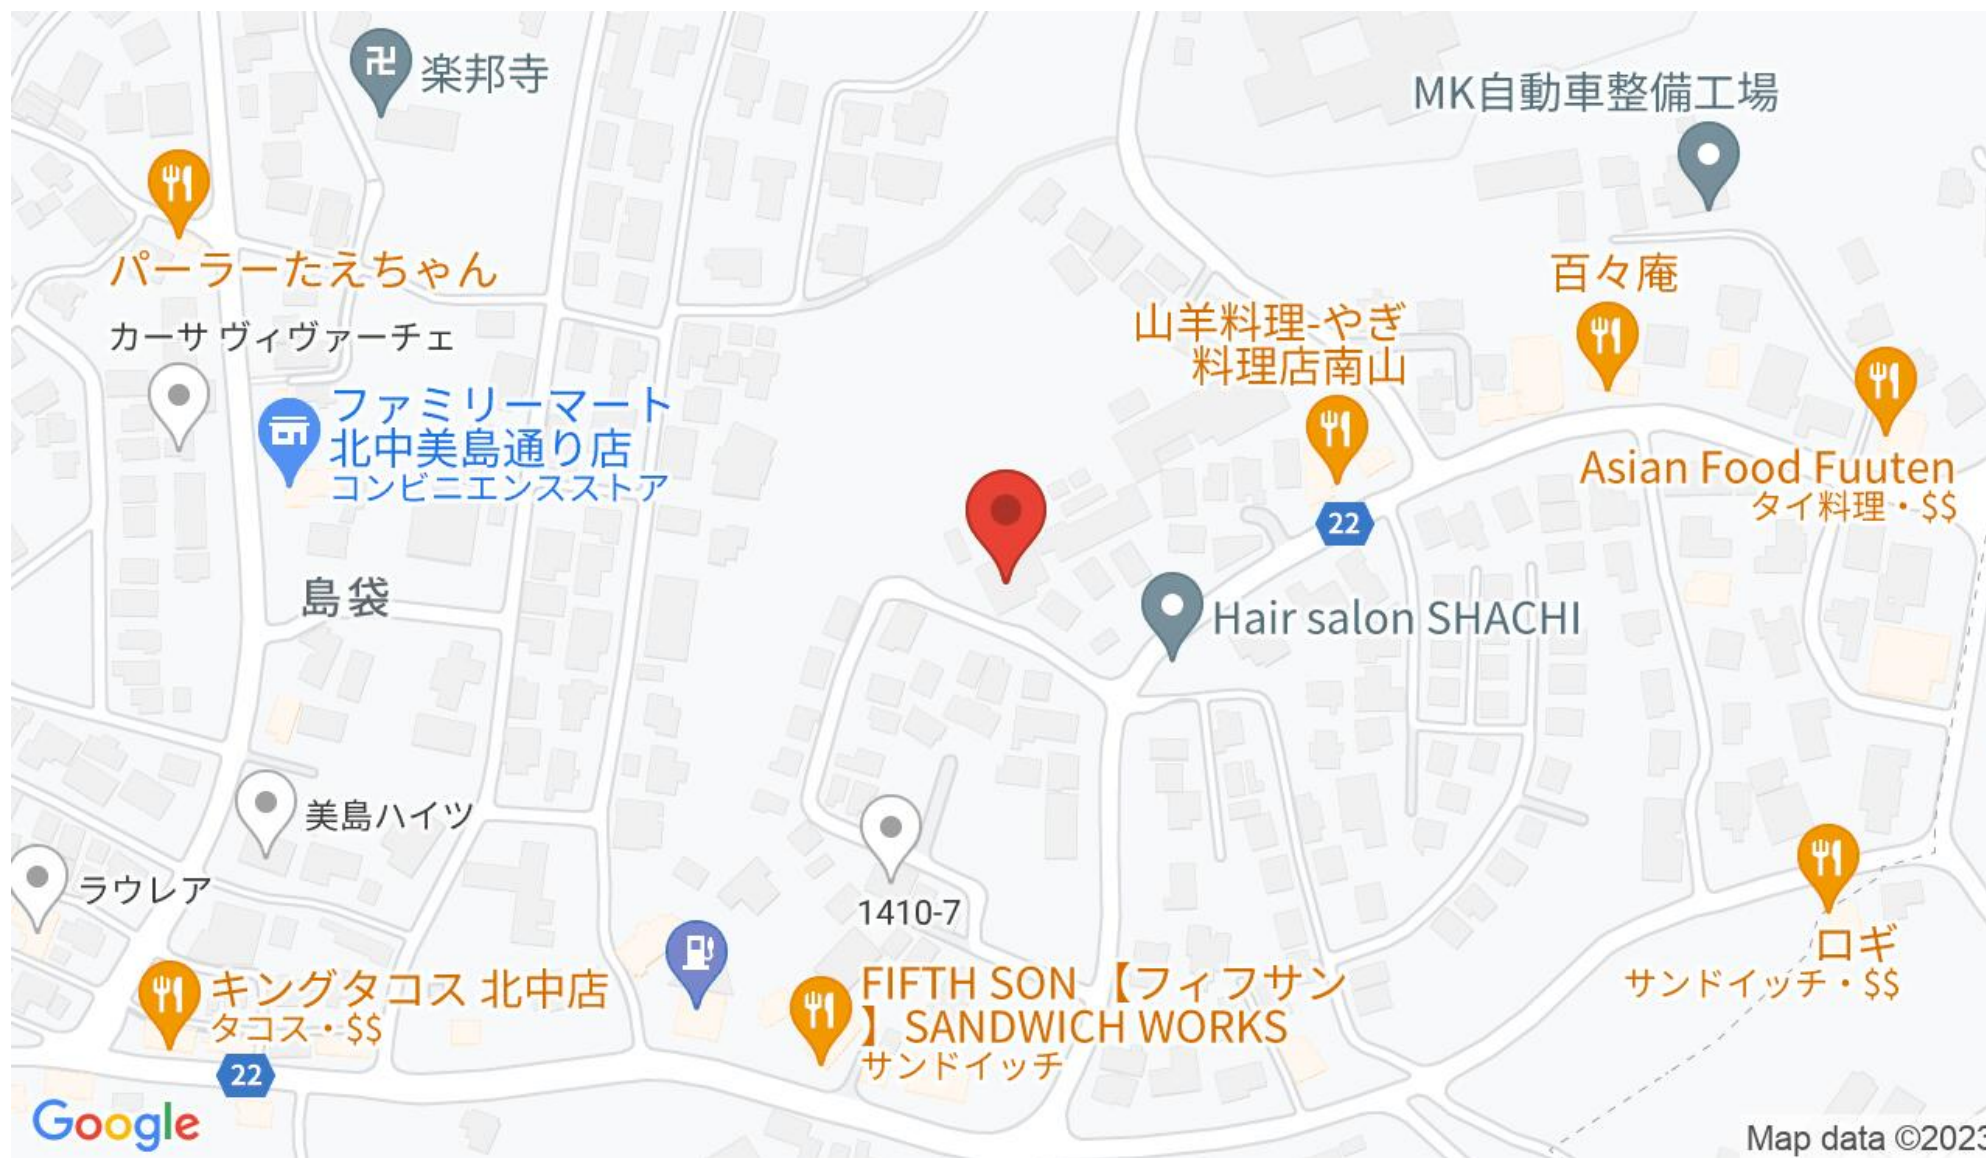 楽邦寺
MK自動車整備工場
パーラーたえちゃん
百々庵
カーサ ヴィヴァーチェ
山羊料理-やぎ
料理店南山
ファミリーマート
北中美島通り店
コンビニエンスストア
Asian Food Fuuten
タイ料理・$$
22
島袋
Hair salon SHACHI
美島ハイツ
ラウレア
1410-7
ロギ
サンドイッチ・$$
キングタコス 北中店
タコス・$$
FIFTH SON 【フィフサン
】 SANDWICH WORKS
サンドイッチ
22
Google
Map data ©2023